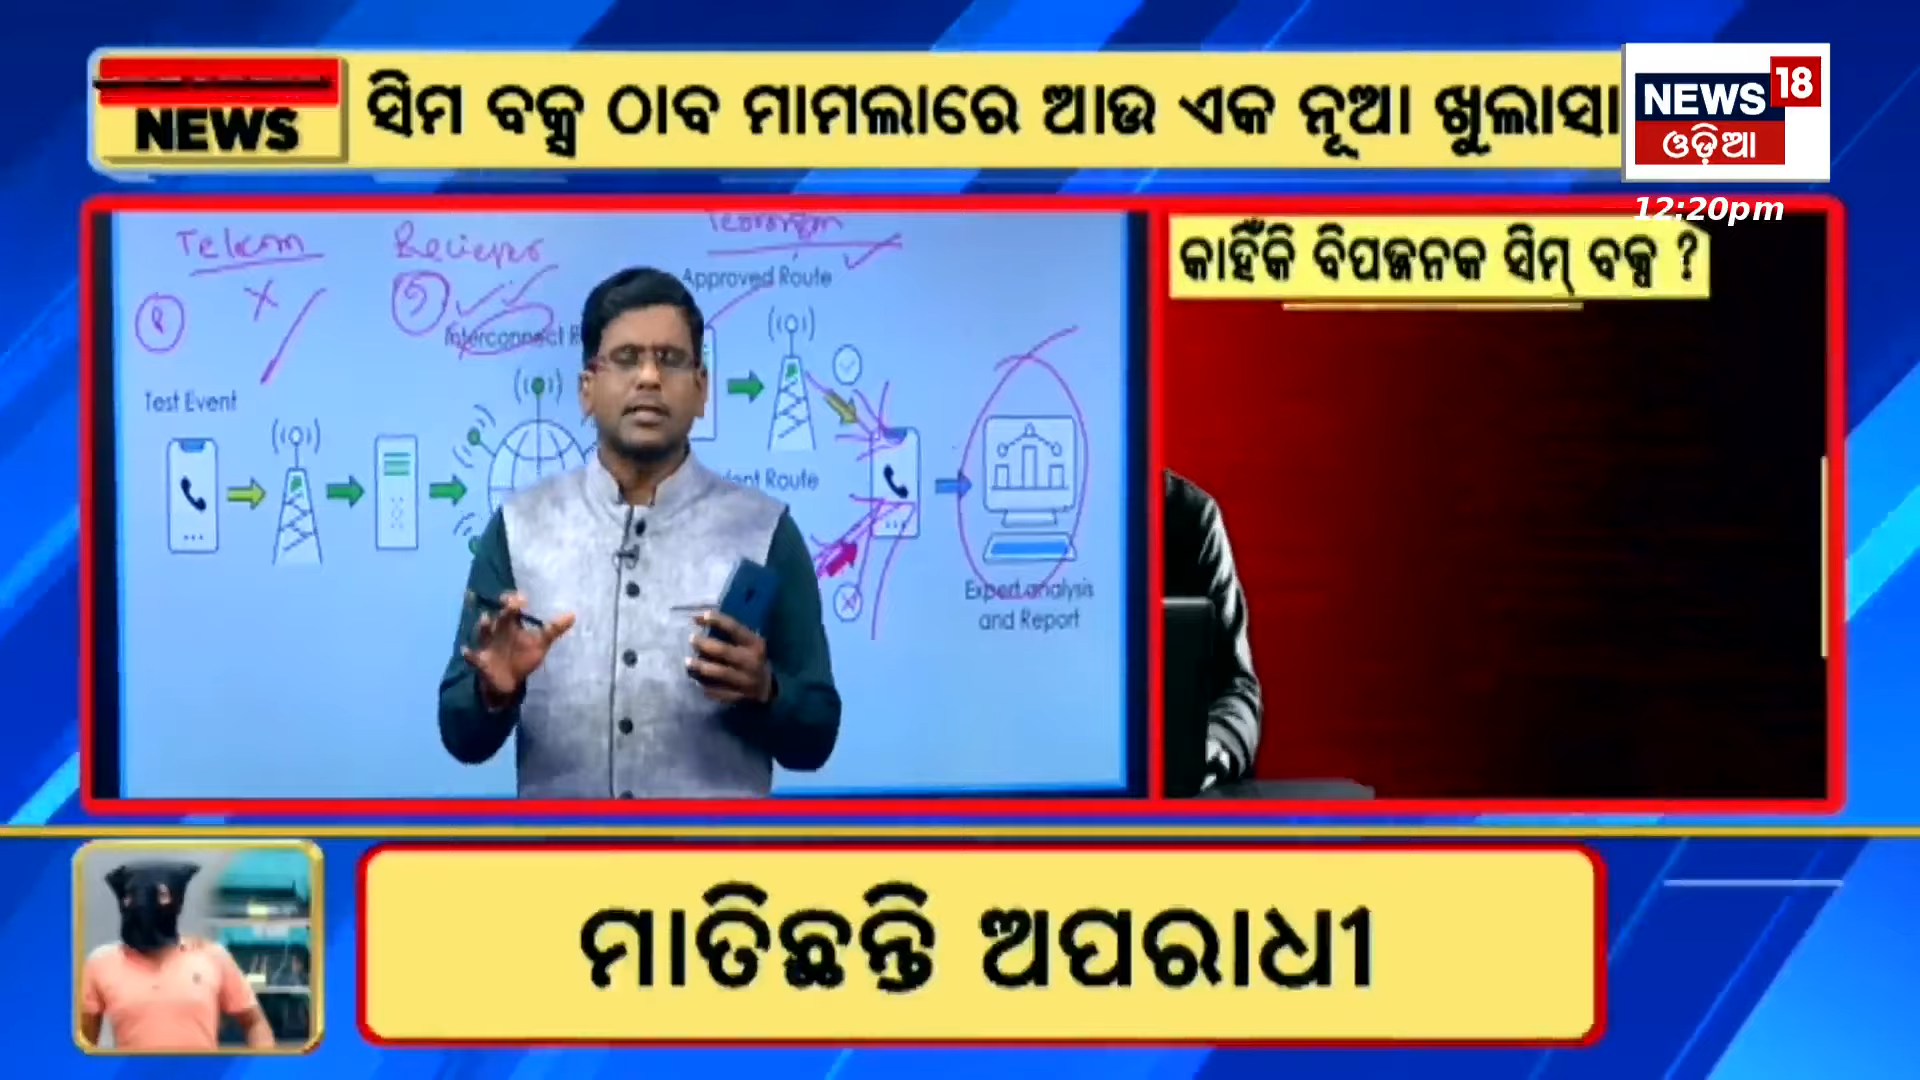 NEWS
ସିମ ବକ୍ସ ଠାବ ମାମଲାରେ ଆଉ ଏକ ନୂଆ ଖୁଲାସା
NEWS 18
ଓଡ଼ିଆ
12:20pm
କାହିଁକି ବିପଜ୍ଜନକ ସିମ୍ ବକ୍ସ ?
Telecom
Approved Route
Interconnect R
Test Event
Route
Expert analysis
and Report
ମାତିଛନ୍ତି ଅପରାଧୀ